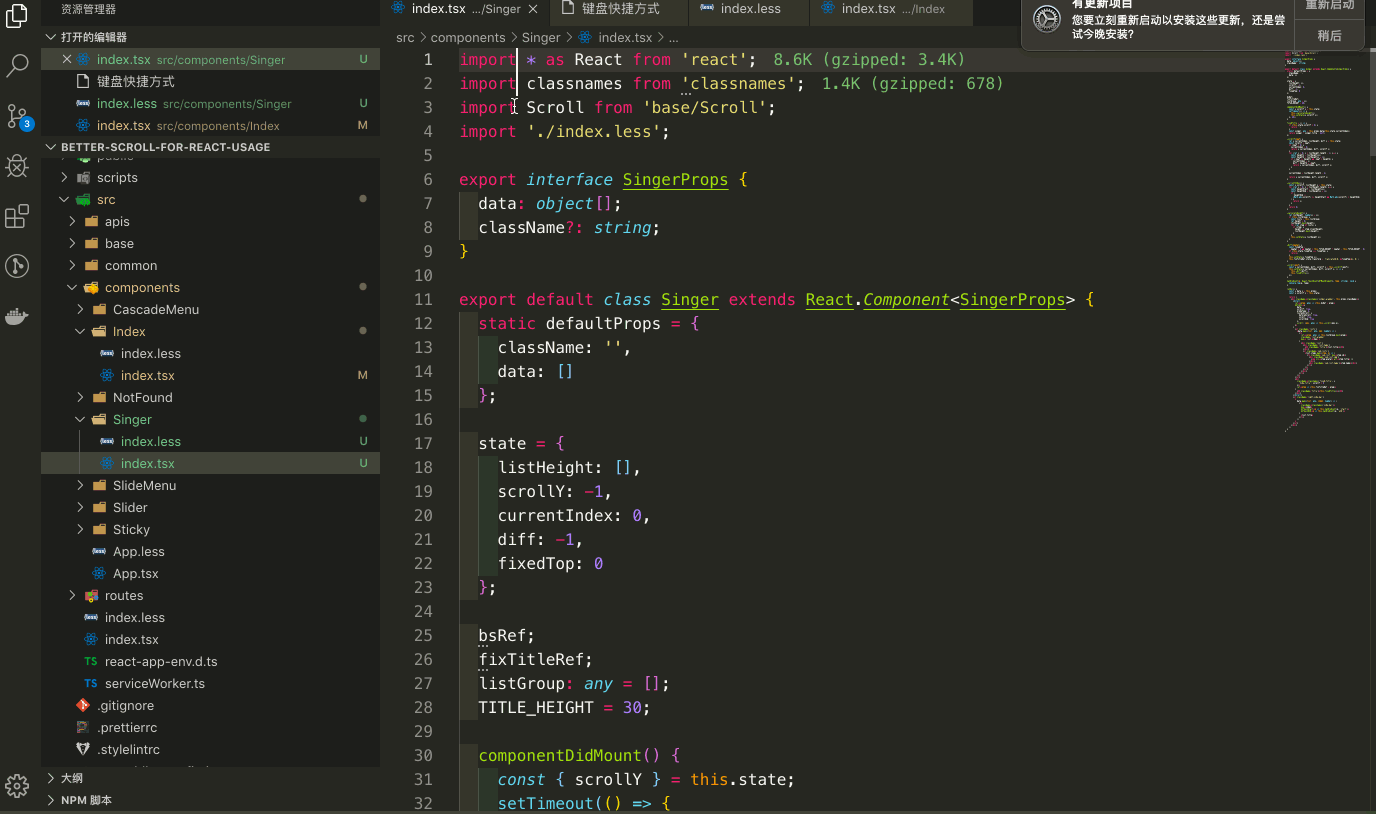 资源管理器
打开的编辑器
index.tsx src/components/Singer U
键盘快捷方式
index.less src/components/Singer U
index.tsx src/components/Index M
3
BETTER-SCROLL-FOR-REACT-USAGE
public
scripts
src
apis
base
common
components
CascadeMenu
Index
index.less
index.tsx M
NotFound
Singer
index.less U
index.tsx U
SlideMenu
Slider
Sticky
App.less
App.tsx
routes
index.less
index.tsx
TS react-app-env.d.ts
TS serviceWorker.ts
.gitignore
.prettierrc
.stylelintrc
大纲
NPM 脚本
index.tsx .../Singer
键盘快捷方式
index.less
index.tsx .../Index
有更新项目
您要立刻重新启动以安装这些更新，还是尝
试今晚安装？
重新启动
稍后
src > components > Singer > index.tsx > ...
1 import * as React from 'react'; 8.6K (gzipped: 3.4K)
2 import classnames from 'classnames'; 1.4K (gzipped: 678)
3 import Scroll from 'base/Scroll';
4 import './index.less';
5
6 export interface SingerProps {
7 data: object[];
8 className?: string;
9 }
10
11 export default class Singer extends React.Component<SingerProps> {
12 static defaultProps = {
13 className: '',
14 data: []
15 };
16
17 state = {
18 listHeight: [],
19 scrollY: -1,
20 currentIndex: 0,
21 diff: -1,
22 fixedTop: 0
23 };
24
25 bsRef;
26 fixTitleRef;
27 listGroup: any = [];
28 TITLE_HEIGHT = 30;
29
30 componentDidMount() {
31 const { scrollY } = this.state;
32 setTimeout(() => {